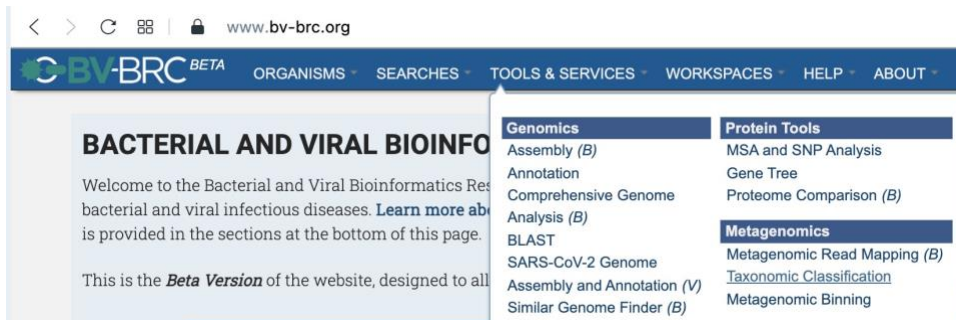 www.bv-brc.org
BV-BRC BETA ORGANISMS SEARCHES TOOLS & SERVICES WORKSPACES HELP ABOUT
BACTERIAL AND VIRAL BIOINFO
Welcome to the Bacterial and Viral Bioinformatics Res
bacterial and viral infectious diseases. Learn more abo
is provided in the sections at the bottom of this page.
This is the Beta Version of the website, designed to all
Genomics
Assembly (B)
Annotation
Comprehensive Genome
Analysis (B)
BLAST
SARS-CoV-2 Genome
Assembly and Annotation (V)
Similar Genome Finder (B)
Protein Tools
MSA and SNP Analysis
Gene Tree
Proteome Comparison (B)
Metagenomics
Metagenomic Read Mapping (B)
Taxonomic Classification
Metagenomic Binning